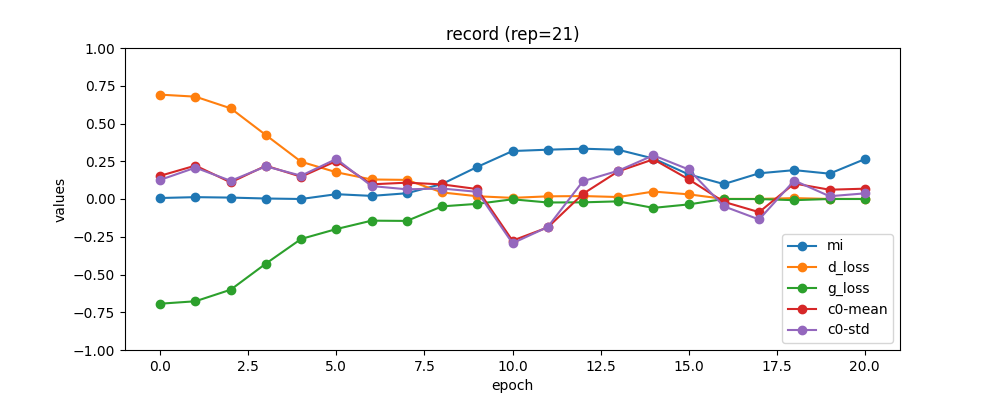 record (rep=21)
1.00
0.75
0.50
0.25
0.00
−0.25
−0.50
−0.75
−1.00
values
mi
d_loss
g_loss
c0-mean
c0-std
0.0 2.5 5.0 7.5 10.0 12.5 15.0 17.5 20.0
epoch